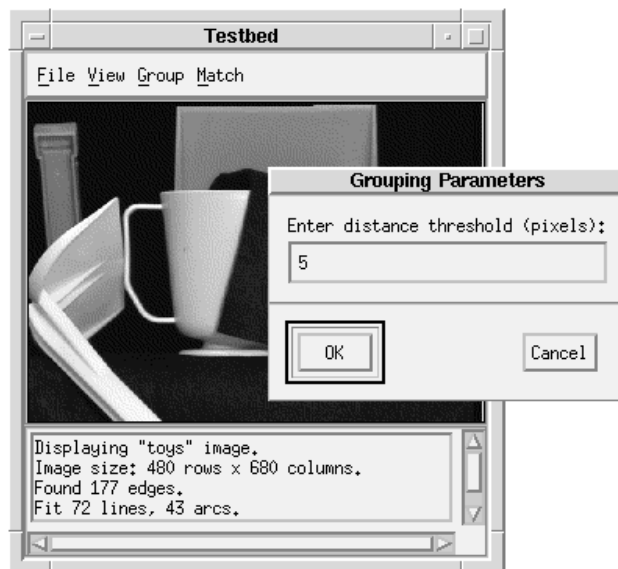 Testbed
File View Group Match
Grouping Parameters
Enter distance threshold (pixels):
5
OK
Cancel
Displaying "toys" image.
Image size: 480 rows x 680 columns.
Found 177 edges.
Fit 72 lines, 43 arcs.